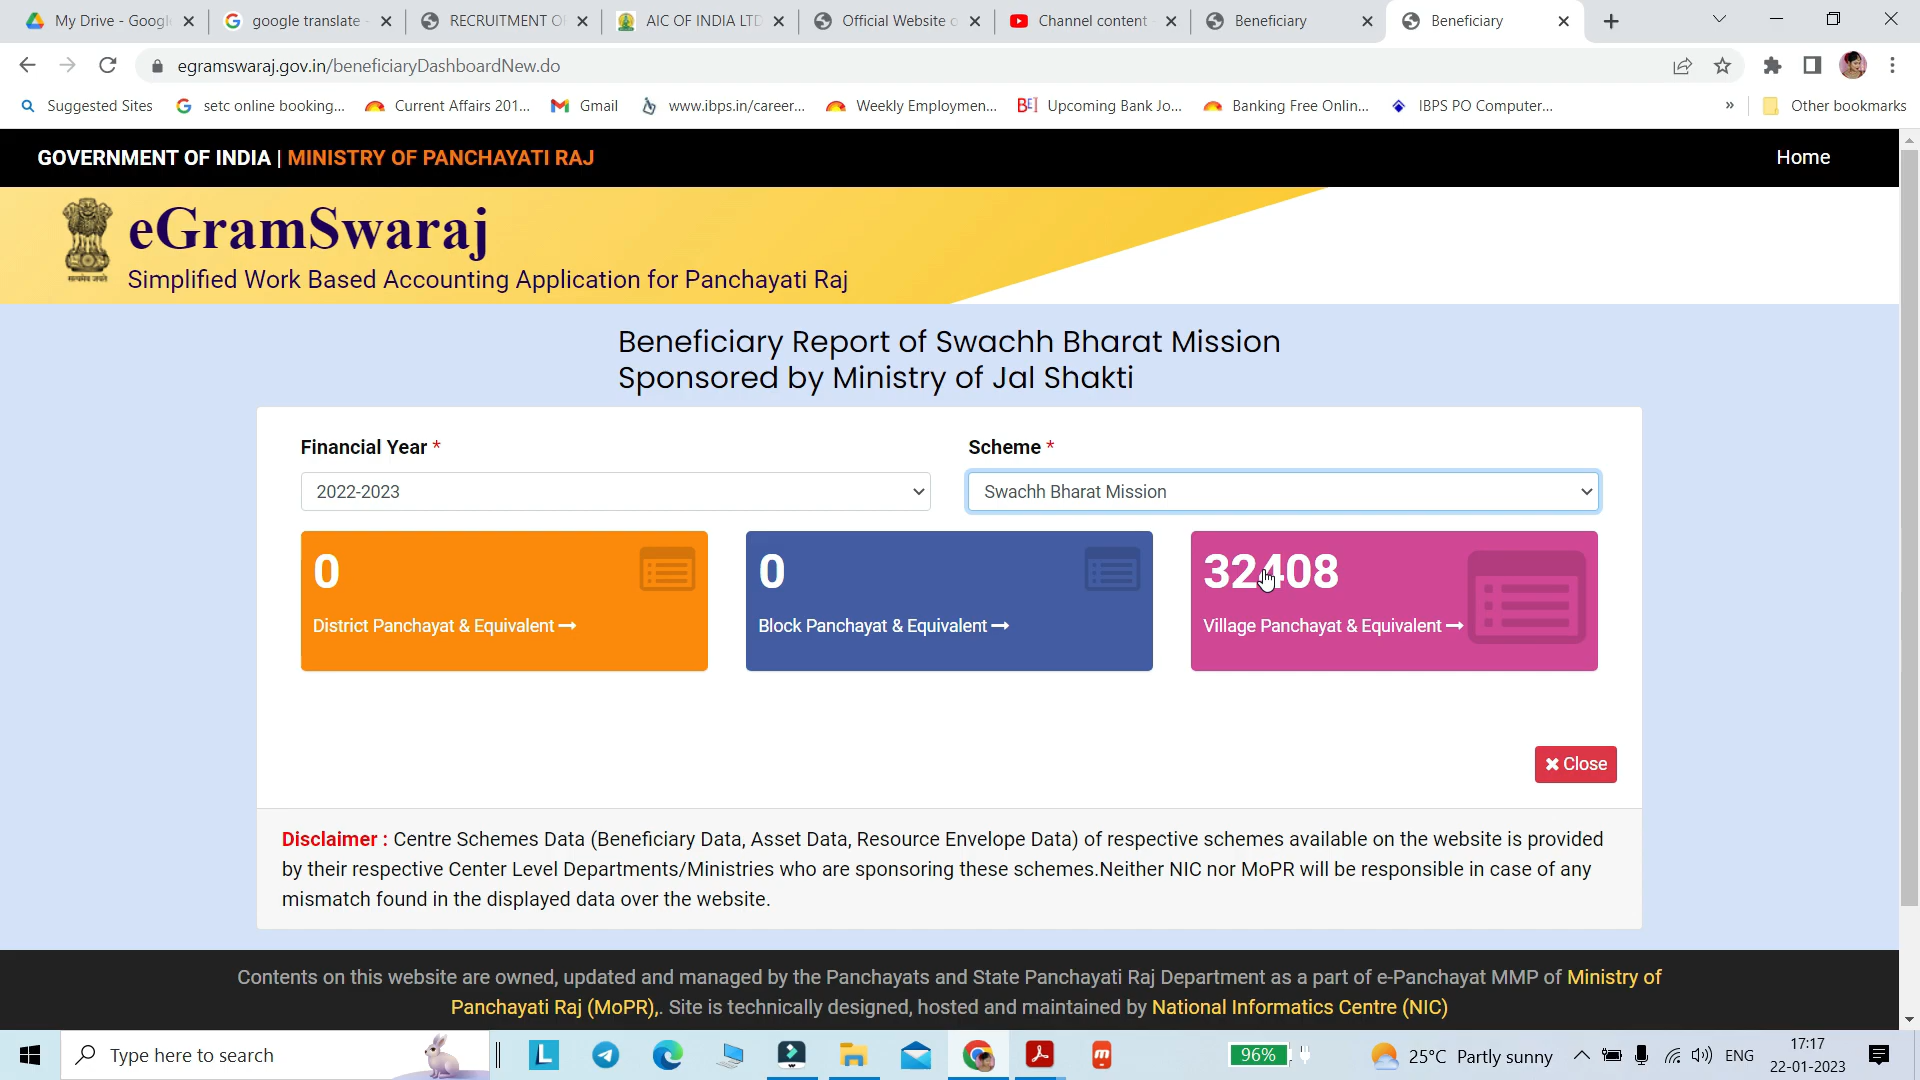 My Drive - Googl
google translate -
RECRUITMENT O
AIC OF INDIA LTD
Official Website o
Channel content -
Beneficiary
Beneficiary
egramswaraj.gov.in/beneficiaryDashboardNew.do
Suggested Sites
setc online booking...
Current Affairs 201...
Gmail
www.ibps.in/career...
Weekly Employmen...
BEI Upcoming Bank Jo...
Banking Free Onlin...
IBPS PO Computer...
»
Other bookmarks
GOVERNMENT OF INDIA | MINISTRY OF PANCHAYATI RAJ
Home
eGramSwaraj
सत्यमेव जयते
Simplified Work Based Accounting Application for Panchayati Raj
Beneficiary Report of Swachh Bharat Mission
Sponsored by Ministry of Jal Shakti
Financial Year *
Scheme *
2022-2023
Swachh Bharat Mission
0
District Panchayat & Equivalent →
0
Block Panchayat & Equivalent →
32408
Village Panchayat & Equivalent →
✖ Close
Disclaimer : Centre Schemes Data (Beneficiary Data, Asset Data, Resource Envelope Data) of respective schemes available on the website is provided
by their respective Center Level Departments/Ministries who are sponsoring these schemes.Neither NIC nor MoPR will be responsible in case of any
mismatch found in the displayed data over the website.
Contents on this website are owned, updated and managed by the Panchayats and State Panchayati Raj Department as a part of e-Panchayat MMP of Ministry of
Panchayati Raj (MoPR),. Site is technically designed, hosted and maintained by National Informatics Centre (NIC)
Type here to search
L
m
96%
25°C Partly sunny
ENG
17:17
22-01-2023